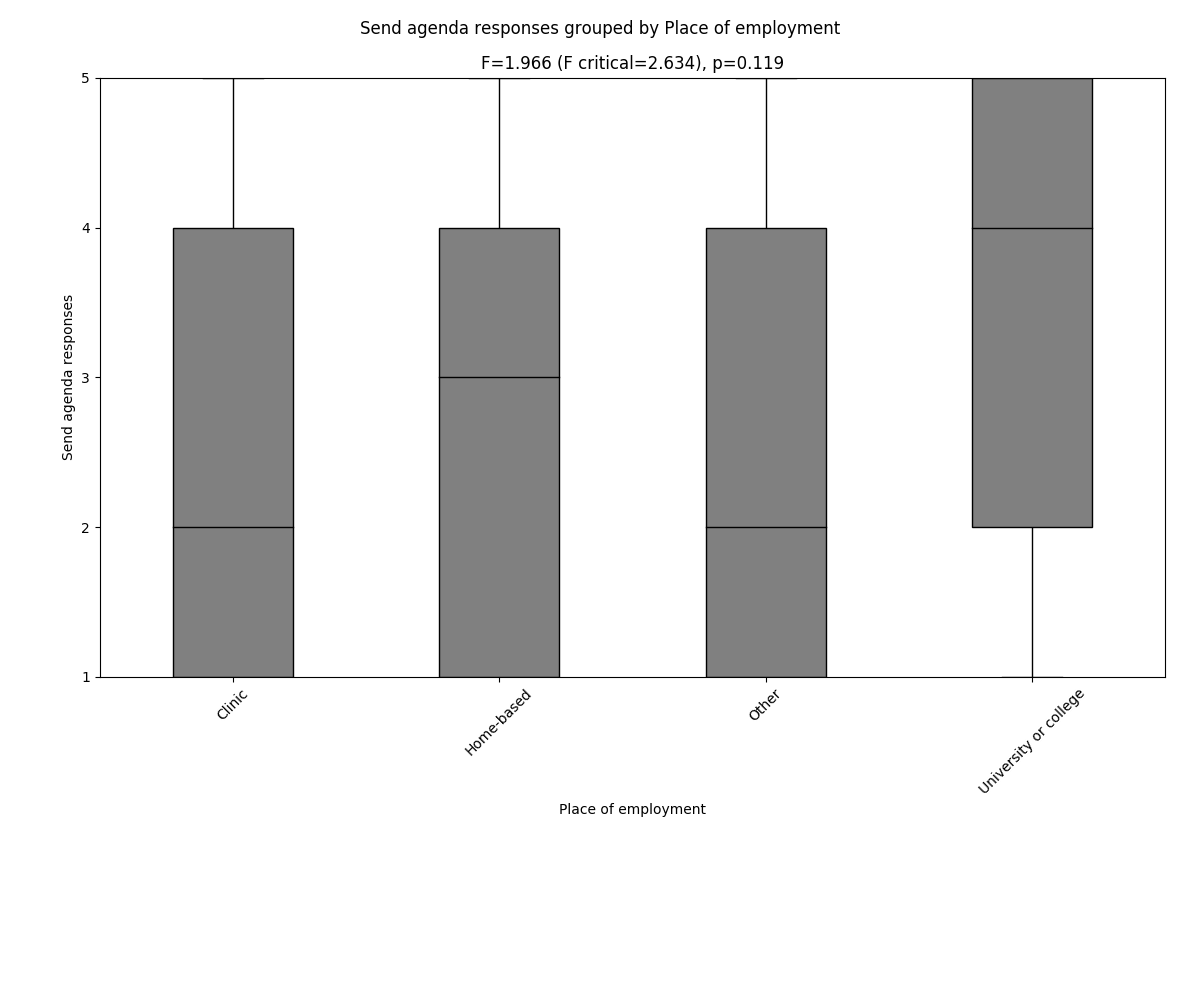 Send agenda responses grouped by Place of employment
F=1.966 (F critical=2.634), p=0.119
5
4
3
2
1
Send agenda responses
Clinic
Home-based
Other
University or college
Place of employment